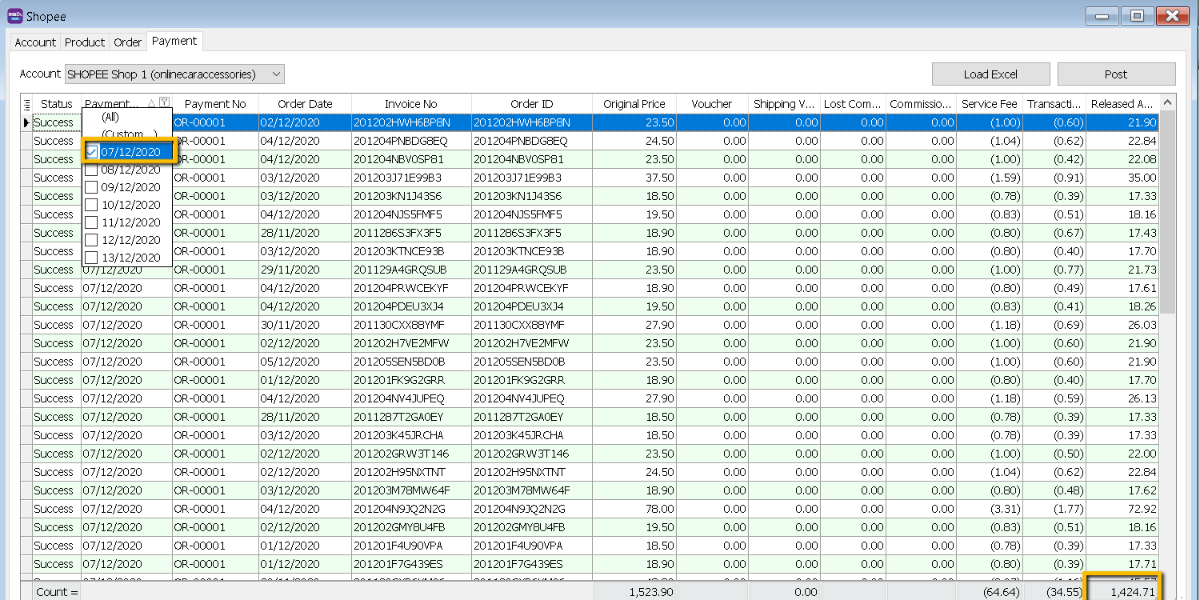 Shopee
Account Product Order Payment
Account SHOPEE Shop 1 (onlinecaraccessories) Load Excel Post
Status Payment... Payment No Order Date Invoice No Order ID Original Price Voucher Shipping V... Lost Com... Commissio... Service Fee Transacti... Released A...
(All)
(Custom...)
07/12/2020
08/12/2020
09/12/2020
10/12/2020
11/12/2020
12/12/2020
13/12/2020
Success OR-00001 02/12/2020 201202HWH6BP8N 201202HWH6BP8N 23.50 0.00 0.00 0.00 0.00 (1.00) (0.60) 21.90
Success OR-00001 04/12/2020 201204PNBDG8EQ 201204PNBDG8EQ 24.50 0.00 0.00 0.00 0.00 (1.04) (0.62) 22.84
Success OR-00001 04/12/2020 201204NBV0SP81 201204NBV0SP81 23.50 0.00 0.00 0.00 0.00 (1.00) (0.42) 22.08
Success OR-00001 03/12/2020 201203J71E99B3 201203J71E99B3 37.50 0.00 0.00 0.00 0.00 (1.59) (0.91) 35.00
Success OR-00001 03/12/2020 201203KN1J43S6 201203KN1J43S6 18.50 0.00 0.00 0.00 0.00 (0.78) (0.39) 17.33
Success OR-00001 04/12/2020 201204NJS5FMF5 201204NJS5FMF5 19.50 0.00 0.00 0.00 0.00 (0.83) (0.51) 18.16
Success OR-00001 28/11/2020 2011286S3FX3F5 2011286S3FX3F5 18.90 0.00 0.00 0.00 0.00 (0.80) (0.67) 17.43
Success OR-00001 03/12/2020 201203KTNCE93B 201203KTNCE93B 18.90 0.00 0.00 0.00 0.00 (0.80) (0.40) 17.70
Success 07/12/2020 OR-00001 29/11/2020 201129A4GRQSUB 201129A4GRQSUB 23.50 0.00 0.00 0.00 0.00 (1.00) (0.77) 21.73
Success 07/12/2020 OR-00001 04/12/2020 201204PRWCEKYF 201204PRWCEKYF 18.90 0.00 0.00 0.00 0.00 (0.80) (0.49) 17.61
Success 07/12/2020 OR-00001 04/12/2020 201204PDEU3XJ4 201204PDEU3XJ4 19.50 0.00 0.00 0.00 0.00 (0.83) (0.41) 18.26
Success 07/12/2020 OR-00001 30/11/2020 201130CXX88YMF 201130CXX88YMF 27.90 0.00 0.00 0.00 0.00 (1.18) (0.69) 26.03
Success 07/12/2020 OR-00001 02/12/2020 201202H7VE2MFW 201202H7VE2MFW 23.50 0.00 0.00 0.00 0.00 (1.00) (0.60) 21.90
Success 07/12/2020 OR-00001 05/12/2020 201205SEN5BD0B 201205SEN5BD0B 23.50 0.00 0.00 0.00 0.00 (1.00) (0.60) 21.90
Success 07/12/2020 OR-00001 01/12/2020 201201FK9G2GRR 201201FK9G2GRR 18.90 0.00 0.00 0.00 0.00 (0.80) (0.40) 17.70
Success 07/12/2020 OR-00001 04/12/2020 201204NY4JUPEQ 201204NY4JUPEQ 27.90 0.00 0.00 0.00 0.00 (1.18) (0.59) 26.13
Success 07/12/2020 OR-00001 28/11/2020 2011287T2GA0EY 2011287T2GA0EY 18.50 0.00 0.00 0.00 0.00 (0.78) (0.39) 17.33
Success 07/12/2020 OR-00001 03/12/2020 201203K45JRCHA 201203K45JRCHA 18.50 0.00 0.00 0.00 0.00 (0.78) (0.39) 17.33
Success 07/12/2020 OR-00001 02/12/2020 201202GRW3T146 201202GRW3T146 23.50 0.00 0.00 0.00 0.00 (1.00) (0.50) 22.00
Success 07/12/2020 OR-00001 02/12/2020 201202H95NXTNT 201202H95NXTNT 24.50 0.00 0.00 0.00 0.00 (1.04) (0.62) 22.84
Success 07/12/2020 OR-00001 03/12/2020 201203M78MW64F 201203M78MW64F 18.90 0.00 0.00 0.00 0.00 (0.80) (0.48) 17.62
Success 07/12/2020 OR-00001 04/12/2020 201204N9JQ2N2G 201204N9JQ2N2G 78.00 0.00 0.00 0.00 0.00 (3.31) (1.77) 72.92
Success 07/12/2020 OR-00001 02/12/2020 201202GMY8U4FB 201202GMY8U4FB 19.50 0.00 0.00 0.00 0.00 (0.83) (0.51) 18.16
Success 07/12/2020 OR-00001 01/12/2020 201201F4U90VPA 201201F4U90VPA 18.50 0.00 0.00 0.00 0.00 (0.78) (0.39) 17.33
Success 07/12/2020 OR-00001 01/12/2020 201201F7G439ES 201201F7G439ES 18.90 0.00 0.00 0.00 0.00 (0.80) (0.39) 17.71
Count = 1,523.90 0.00 (64.64) (34.55) 1,424.71